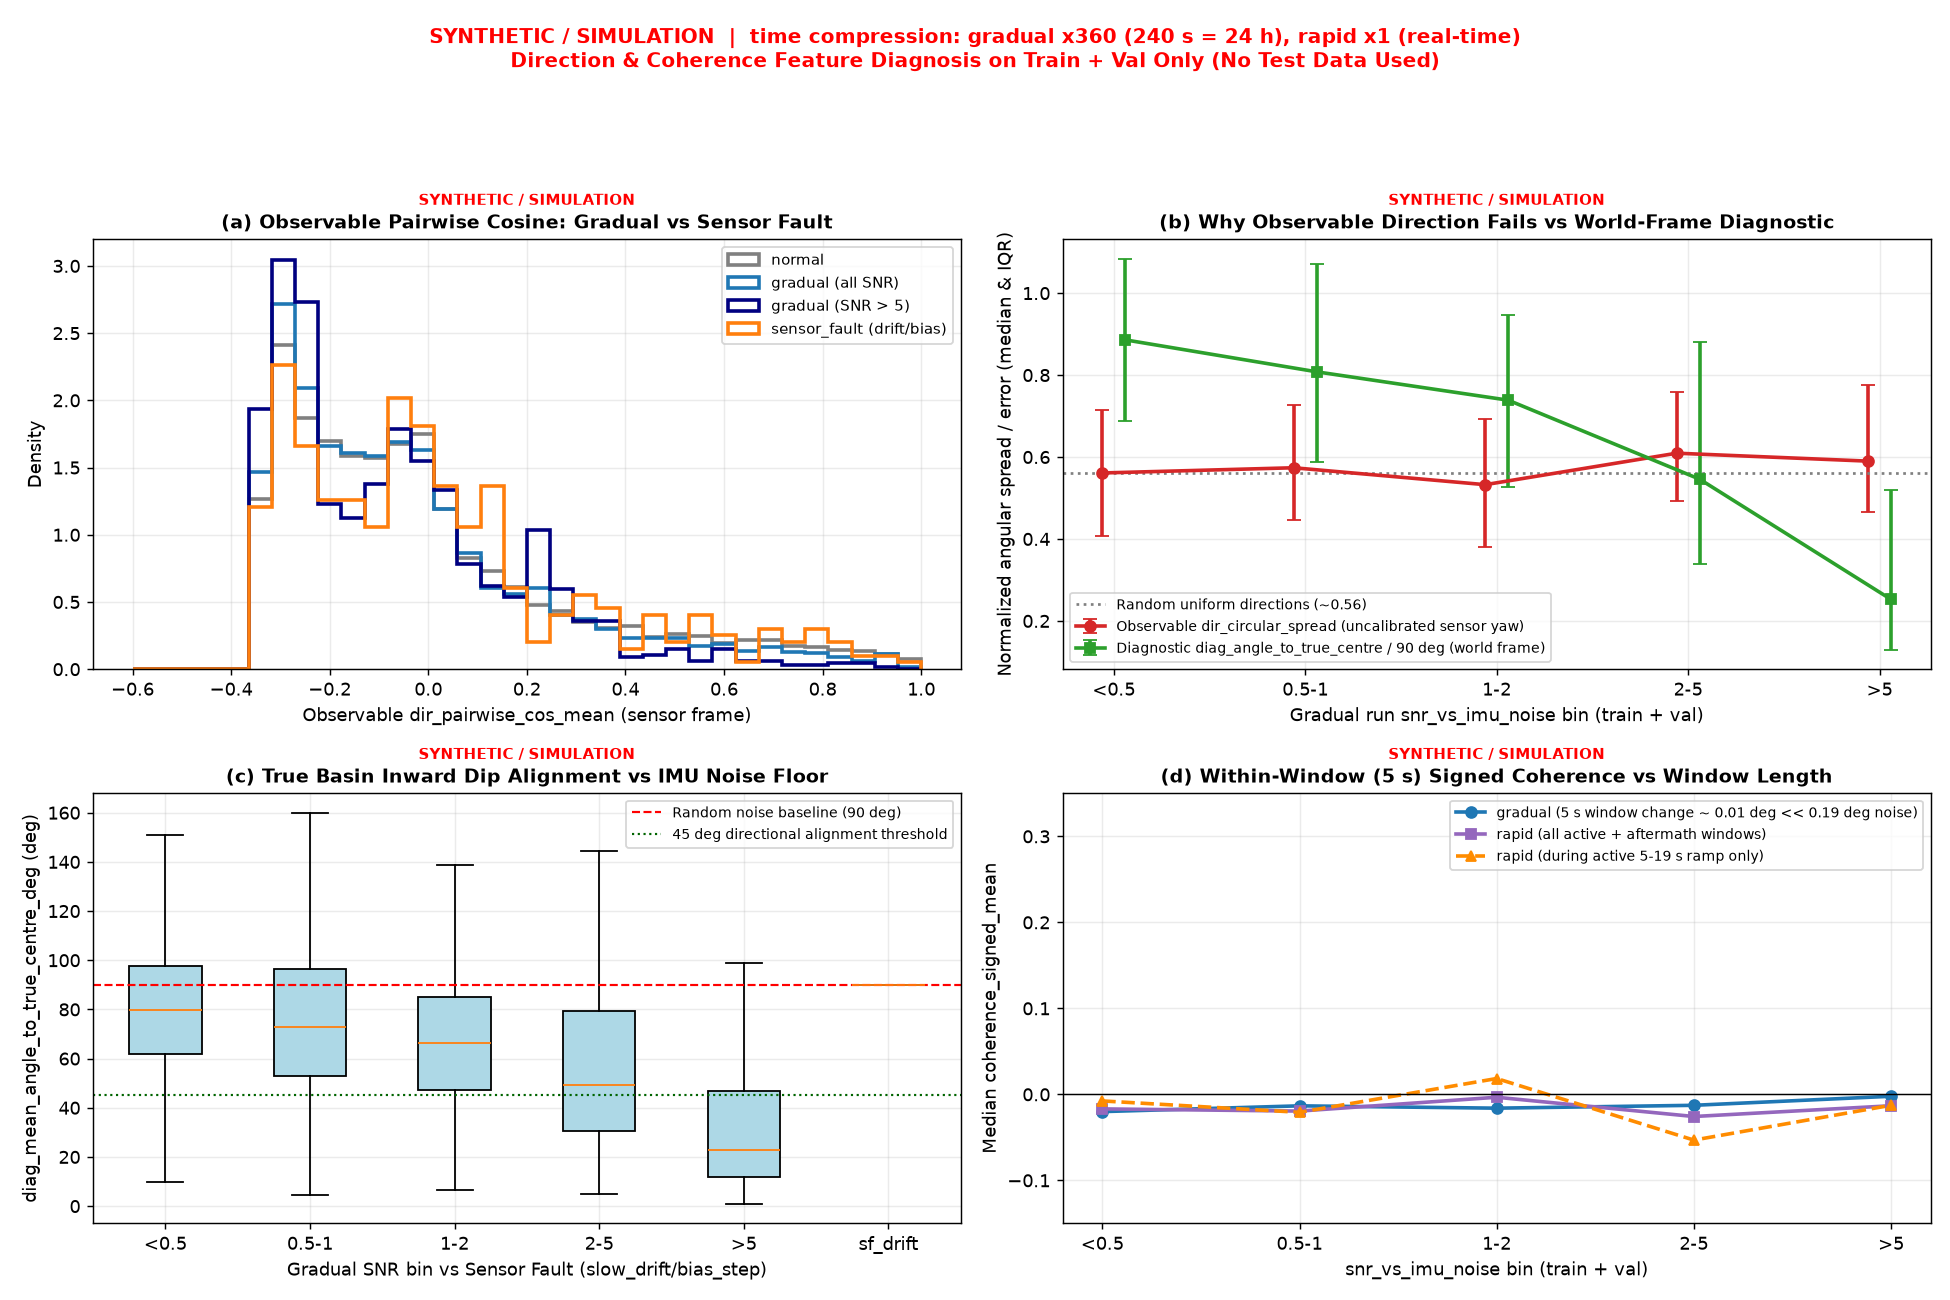 SYNTHETIC / SIMULATION | time compression: gradual x360 (240 s = 24 h), rapid x1 (real-time)
Direction & Coherence Feature Diagnosis on Train + Val Only (No Test Data Used)
SYNTHETIC / SIMULATION
(a) Observable Pairwise Cosine: Gradual vs Sensor Fault
Density
3.0
2.5
2.0
1.5
1.0
0.5
0.0
normal
gradual (all SNR)
gradual (SNR > 5)
sensor_fault (drift/bias)
−0.6 −0.4 −0.2 0.0 0.2 0.4 0.6 0.8 1.0
Observable dir_pairwise_cos_mean (sensor frame)
SYNTHETIC / SIMULATION
(b) Why Observable Direction Fails vs World-Frame Diagnostic
Normalized angular spread / error (median & IQR)
1.0
0.8
0.6
0.4
0.2
Random uniform directions (~0.56)
Observable dir_circular_spread (uncalibrated sensor yaw)
Diagnostic diag_angle_to_true_centre / 90 deg (world frame)
<0.5 0.5-1 1-2 2-5 >5
Gradual run snr_vs_imu_noise bin (train + val)
SYNTHETIC / SIMULATION
(c) True Basin Inward Dip Alignment vs IMU Noise Floor
diag_mean_angle_to_true_centre_deg (deg)
160
140
120
100
80
60
40
20
0
Random noise baseline (90 deg)
45 deg directional alignment threshold
<0.5 0.5-1 1-2 2-5 >5 sf_drift
Gradual SNR bin vs Sensor Fault (slow_drift/bias_step)
SYNTHETIC / SIMULATION
(d) Within-Window (5 s) Signed Coherence vs Window Length
Median coherence_signed_mean
0.3
0.2
0.1
0.0
−0.1
gradual (5 s window change ~ 0.01 deg << 0.19 deg noise)
rapid (all active + aftermath windows)
rapid (during active 5-19 s ramp only)
<0.5 0.5-1 1-2 2-5 >5
snr_vs_imu_noise bin (train + val)